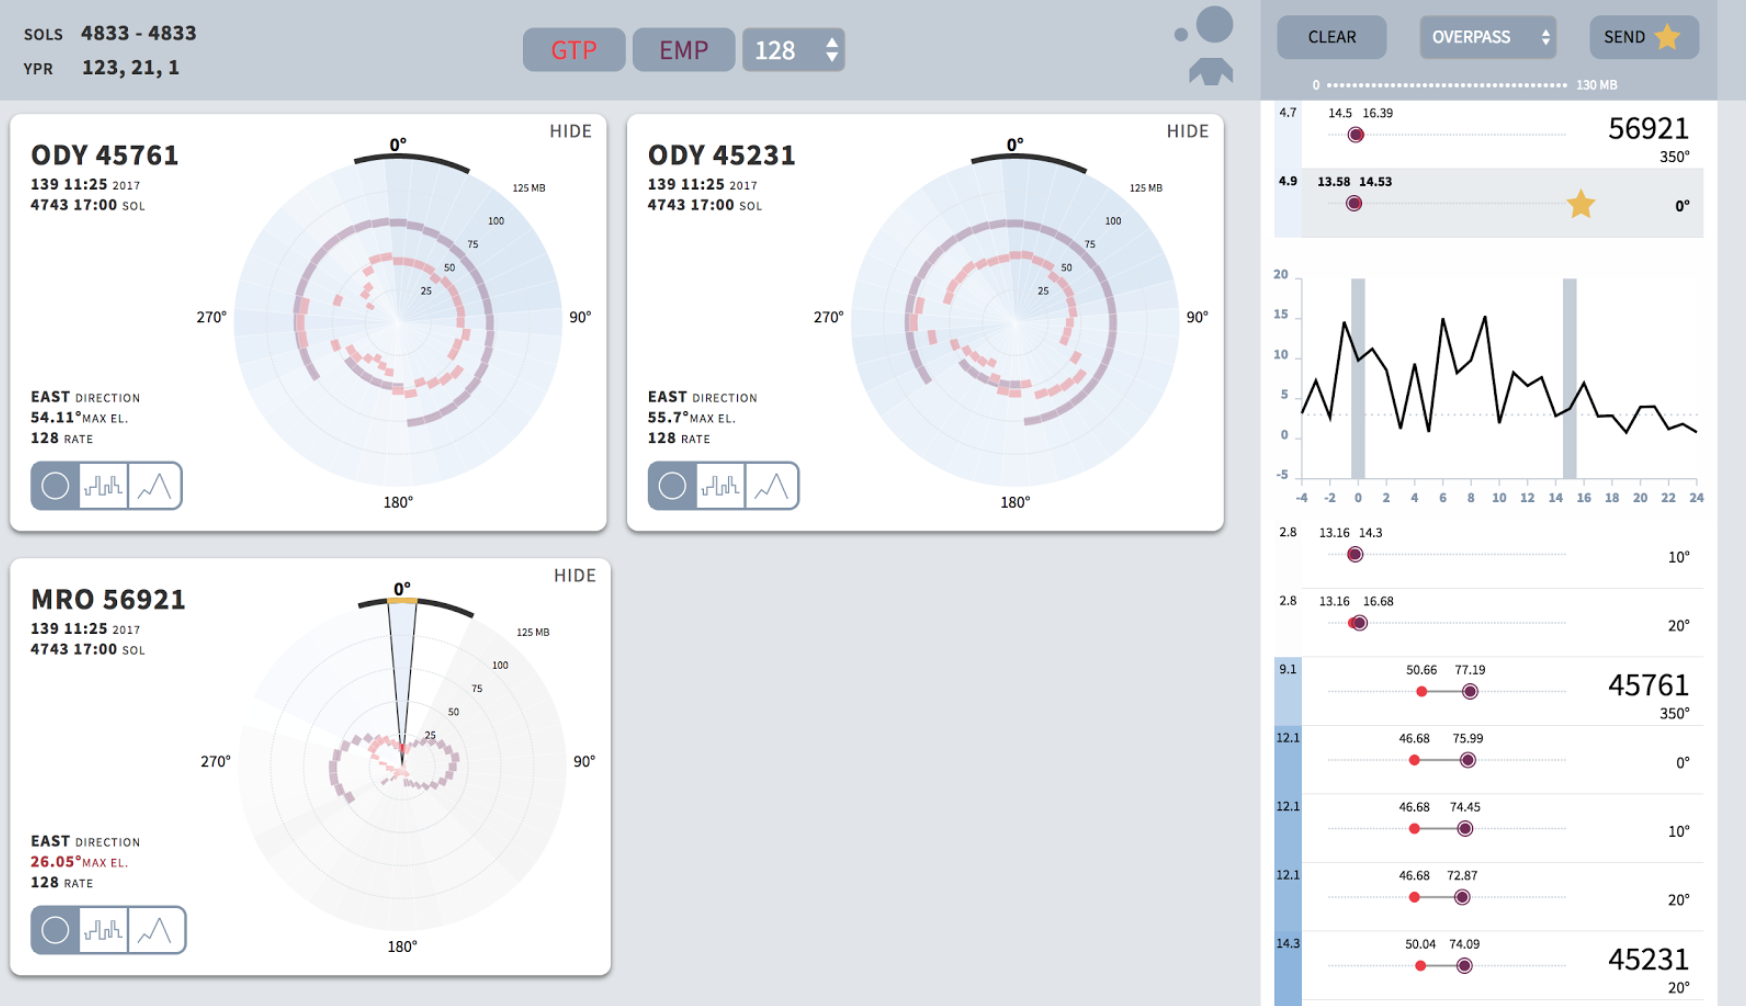 SOLS 4833 - 4833
YPR 123, 21, 1
GTP EMP 128
CLEAR OVERPASS SEND
0 130 MB
HIDE
ODY 45761
139 11:25 2017
4743 17:00 SOL
0°
125 MB
100
75
50
25
270°
90°
180°
EAST DIRECTION
54.11° MAX EL.
128 RATE
HIDE
ODY 45231
139 11:25 2017
4743 17:00 SOL
0°
125 MB
100
75
50
25
270°
90°
180°
EAST DIRECTION
55.7° MAX EL.
128 RATE
HIDE
MRO 56921
139 11:25 2017
4743 17:00 SOL
0°
125 MB
100
75
50
25
270°
90°
180°
EAST DIRECTION
26.05° MAX EL.
128 RATE
4.7 14.5 16.39 56921
350°
4.9 13.58 14.53
0°
20
15
10
5
0
-5
-4 -2 0 2 4 6 8 10 12 14 16 18 20 22 24
2.8 13.16 14.3
10°
2.8 13.16 16.68
20°
9.1 50.66 77.19 45761
350°
12.1 46.68 75.99
0°
12.1 46.68 74.45
10°
12.1 46.68 72.87
20°
14.3 50.04 74.09 45231
20°